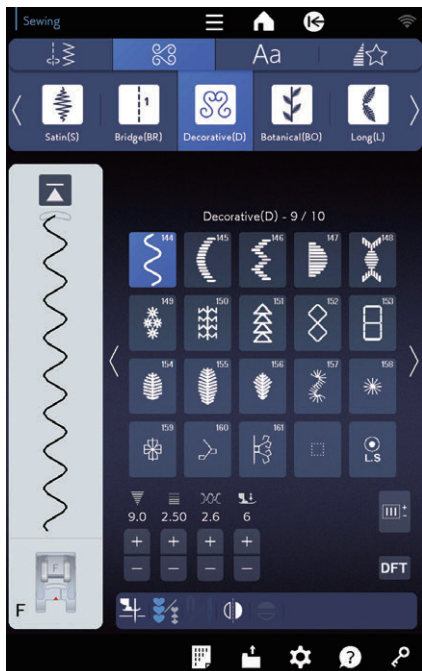 Sewing
Aa
1
Satin(S) Bridge(BR) Decorative(D) Botanical(BO) Long(L)
Decorative(D) - 9 / 10
144 145 146 147 148
149 150 151 152 153
154 155 156 157 158
159 160 161
L.S
9.0 2.50 2.6 6
+ + + +
- - - -
DFT
F
F
?